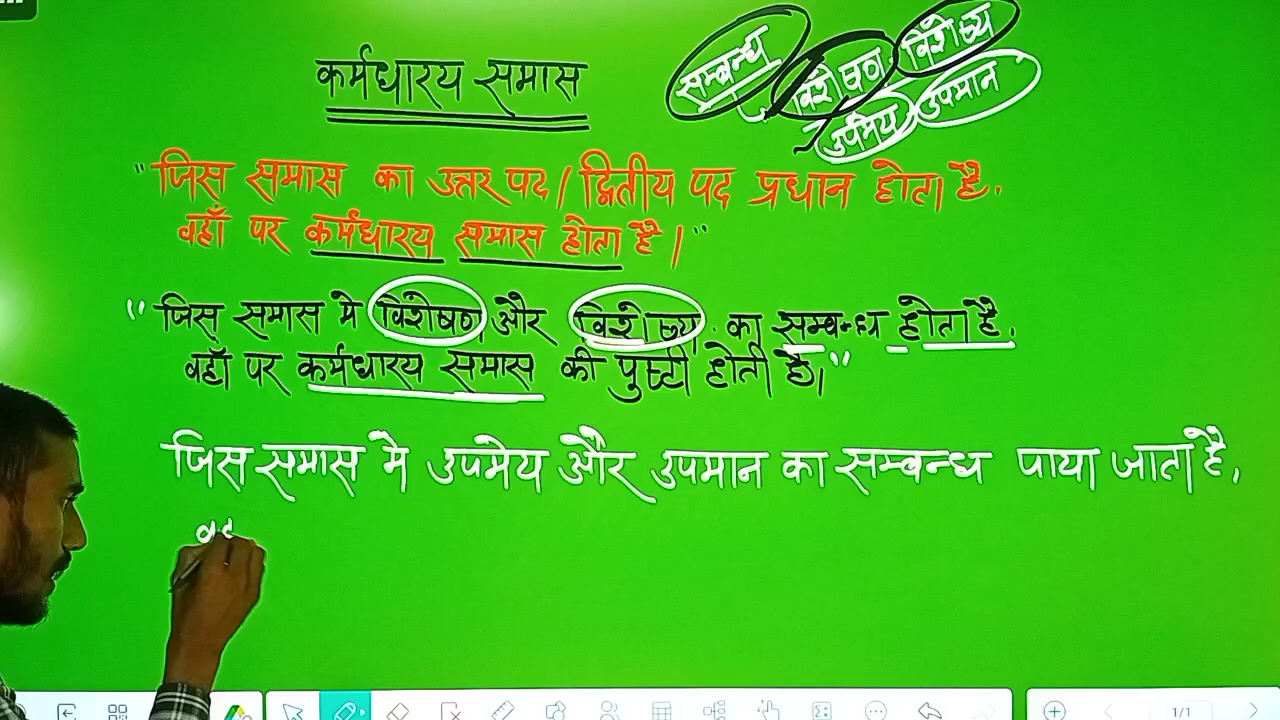 कर्मधारय समास
सम्बन्ध विशेषण विशेष्य
उपमेय उपमान
"जिस समास का उत्तर पद / द्वितीय पद प्रधान होता है.
वहाँ पर कर्मधारय समास होता है।"
"जिस समास मे विशेषण और विशेष्य. का सम्बन्ध होता है.
वहाँ पर कर्मधारय समास की पुष्टी होती है।"
जिस समास मे उपमेय और उपमान का सम्बन्ध पाया जाता है,
1/1